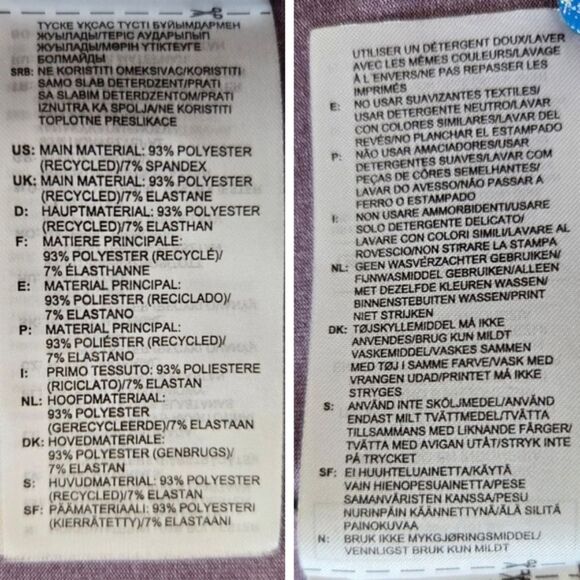 ТҮСКЕ ҰҚСАС ТҮСТІ БҰЙЫМДАРМЕН
ЖУЫЛАДЫ/ТЕРІС АУДАРЫЛЫП
ЖУЫЛАДЫ/МӨРІН ҮТІКТЕУГЕ
БОЛМАЙДЫ
SRB: NE KORISTITI OMEKSIVAC/KORISTITI
SAMO SLAB DETERDZENT/PRATI
SA SLABIM DETERDZENTOM/PRATI
IZNUTRA KA SPOLJA/NE KORISTITI
TOPLOTNE PRESLIKACE
US: MAIN MATERIAL: 93% POLYESTER
(RECYCLED)/7% SPANDEX
UK: MAIN MATERIAL: 93% POLYESTER
(RECYCLED)/7% ELASTANE
D: HAUPTMATERIAL: 93% POLYESTER
(RECYCLED)/7% ELASTHAN
F: MATIERE PRINCIPALE:
93% POLYESTER (RECYCLÉ)/
7% ÉLASTHANNE
E: MATERIAL PRINCIPAL:
93% POLIESTER (RECICLADO)/
7% ELASTANO
P: MATERIAL PRINCIPAL:
93% POLIÉSTER (RECYCLED)/
7% ELASTANO
I: PRIMO TESSUTO: 93% POLIESTERE
(RICICLATO)/7% ELASTAN
NL: HOOFDMATERIAAL:
93% POLYESTER
(GERECYCLEERDE)/7% ELASTAAN
DK: HOVEDMATERIALE:
93% POLYESTER (GENBRUGS)/
7% ELASTAN
S: HUVUDMATERIAL: 93% POLYESTER
(RECYCLED)/7% ELASTAN
SF: PÄÄMATERIAALI: 93% POLYESTERI
(KIERRÄTETTY)/7% ELASTAANI
UTILISER UN DÉTERGENT DOUX/LAVER
AVEC LES MÊMES COULEURS/LAVAGE
A L'ENVERS/NE PAS REPASSER LES
IMPRIMÉS
E: NO USAR SUAVIZANTES TEXTILES/
USAR DETERGENTE NEUTRO/LAVAR
CON COLORES SIMILARES/LAVAR DEL
REVÉS/NO PLANCHAR EL ESTAMPADO
P: NÃO USAR AMACIADORES/USAR
DETERGENTES SUAVES/LAVAR COM
PEÇAS DE CÔRES SEMELHANTES/
LAVAR DO AVESSO/NÃO PASSAR A
FERRO O ESTAMPADO
I: NON USARE AMMORBIDENTI/USARE
SOLO DETERGENTE DELICATO/
LAVARE CON COLORI SIMILI/LAVARE AL
ROVESCIO/NON STIRARE LA STAMPA
NL: GEEN WASVERZACHTER GEBRUIKEN/
FIJNWASMIDDEL GEBRUIKEN/ALLEEN
MET DEZELFDE KLEUREN WASSEN/
BINNENSTEBUITEN WASSEN/PRINT
NIET STRIJKEN
DK: TØJSKYLLEMIDDEL MÅ IKKE
ANVENDES/BRUG KUN MILDT
VASKEMIDDEL/VASKES SAMMEN
MED TØJ I SAMME FARVE/VASK MED
VRANGEN UDAD/PRINTET MÅ IKKE
STRYGES
S: ANVÄND INTE SKÖLJMEDEL/ANVÄND
ENDAST MILT TVÄTTMEDEL/TVÄTTA
TILLSAMMANS MED LIKNANDE FÄRGER/
TVÄTTA MED AVIGAN UTÅT/STRYK INTE
PÅ TRYCKET
SF: EI HUUHTELUAINETTA/KÄYTÄ
VAIN HIENOPESUAINETTA/PESE
SAMANVÄRISTEN KANSSA/PESU
NURINPÄIN KÄÄNNETTYNÄ/ÄLÄ SILITÄ
PAINOKUVAA
N: BRUK IKKE MYKGJØRINGSMIDDEL/
VENNLIGST BRUK KUN MILDT